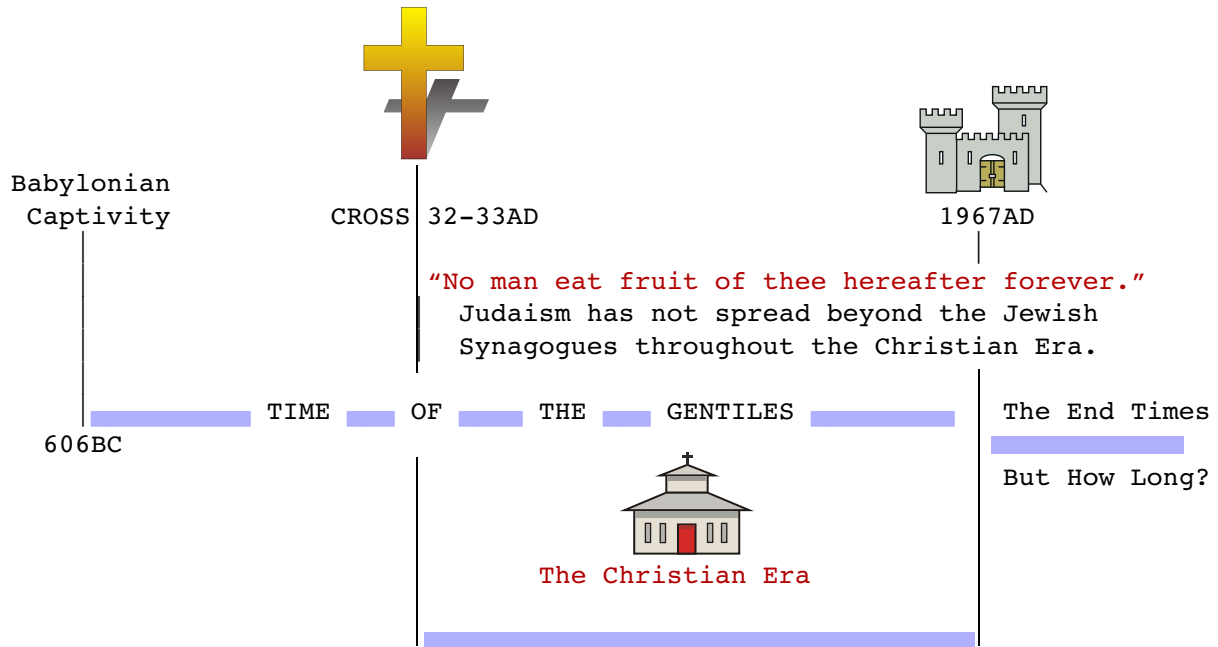 Babylonian
Captivity
CROSS 32-33AD
1967AD
“No man eat fruit of thee hereafter forever.”
Judaism has not spread beyond the Jewish
Synagogues throughout the Christian Era.
TIME OF THE GENTILES
The End Times
606BC
But How Long?
The Christian Era